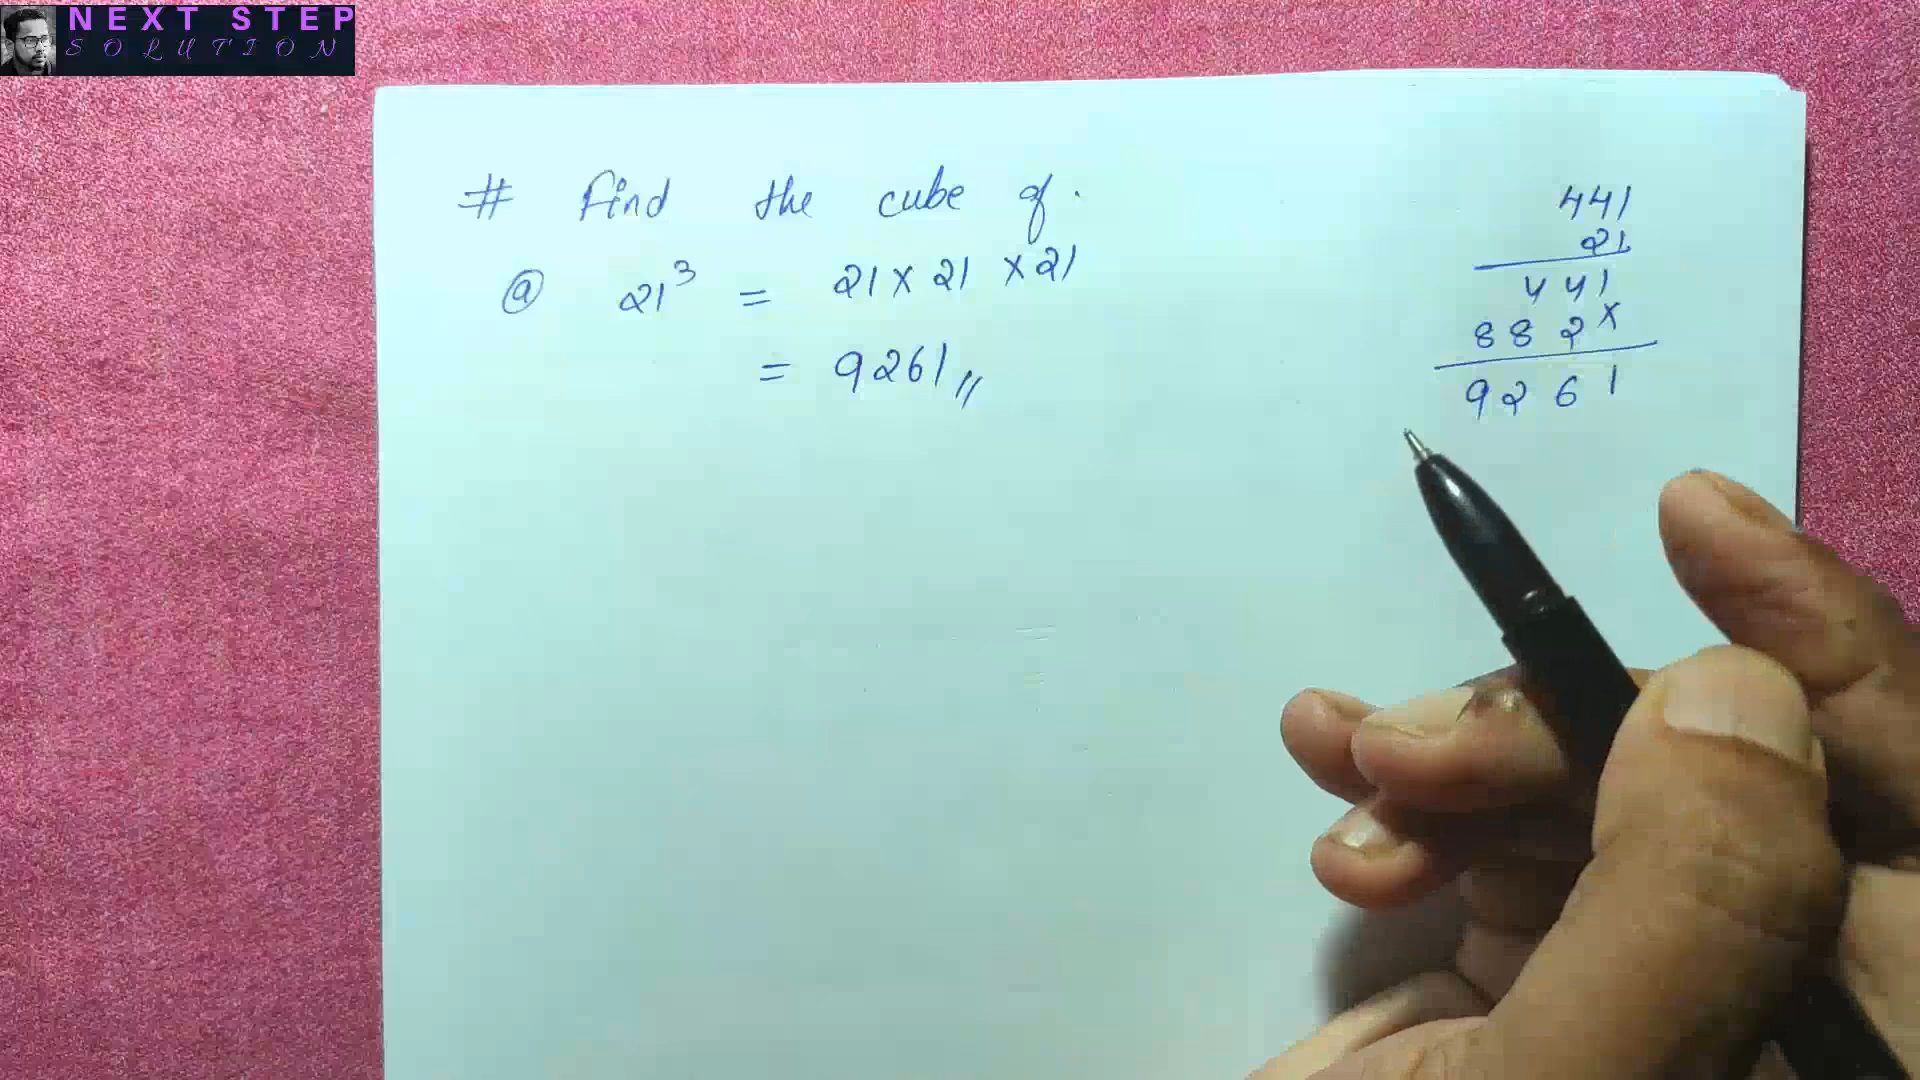 NEXT STEP
SOLUTION
# Find the cube of.
@ 21³ = 21 × 21 × 21
= 9261 //
441
21
441
882×
9261